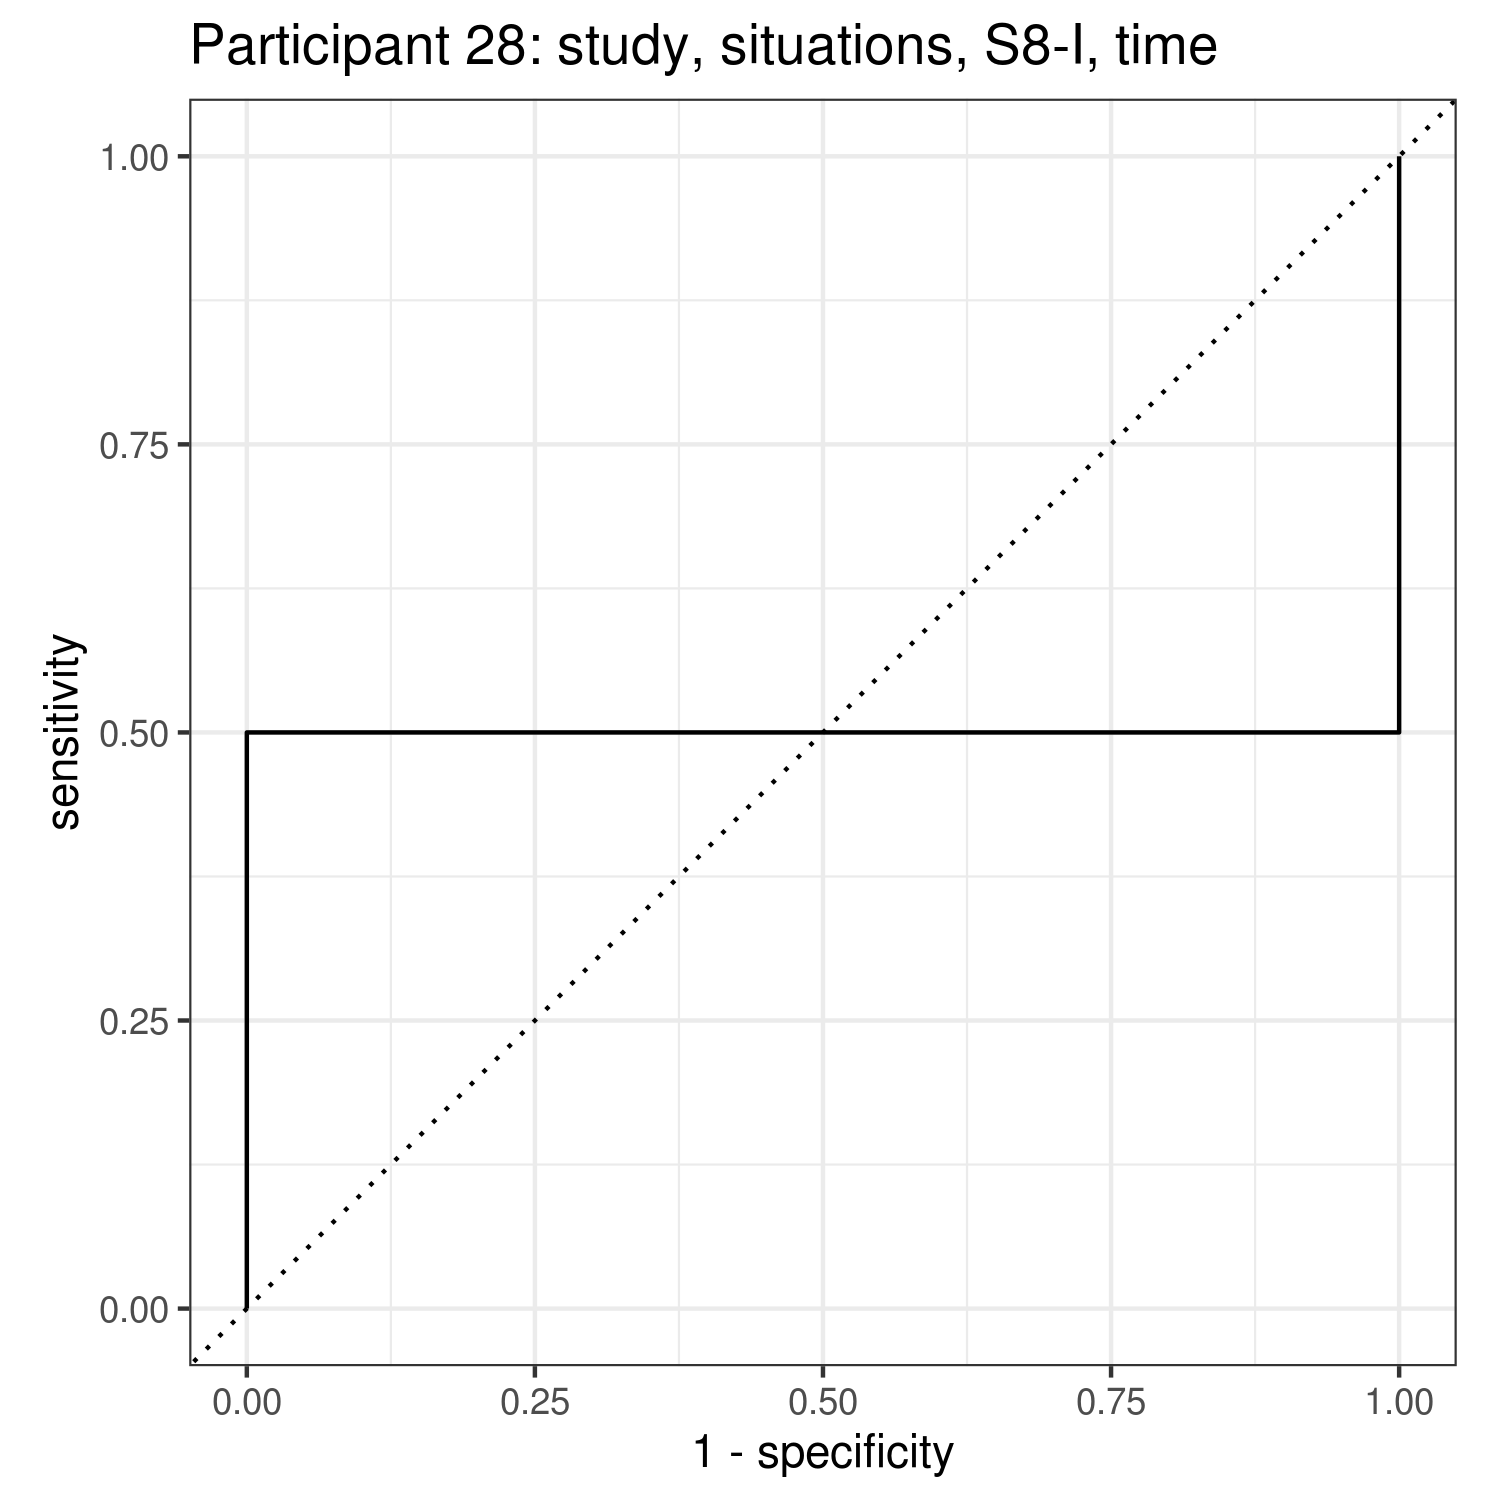 Participant 28: study, situations, S8-I, time
1.00
0.75
0.50
0.25
0.00
sensitivity
0.00 0.25 0.50 0.75 1.00
1 - specificity